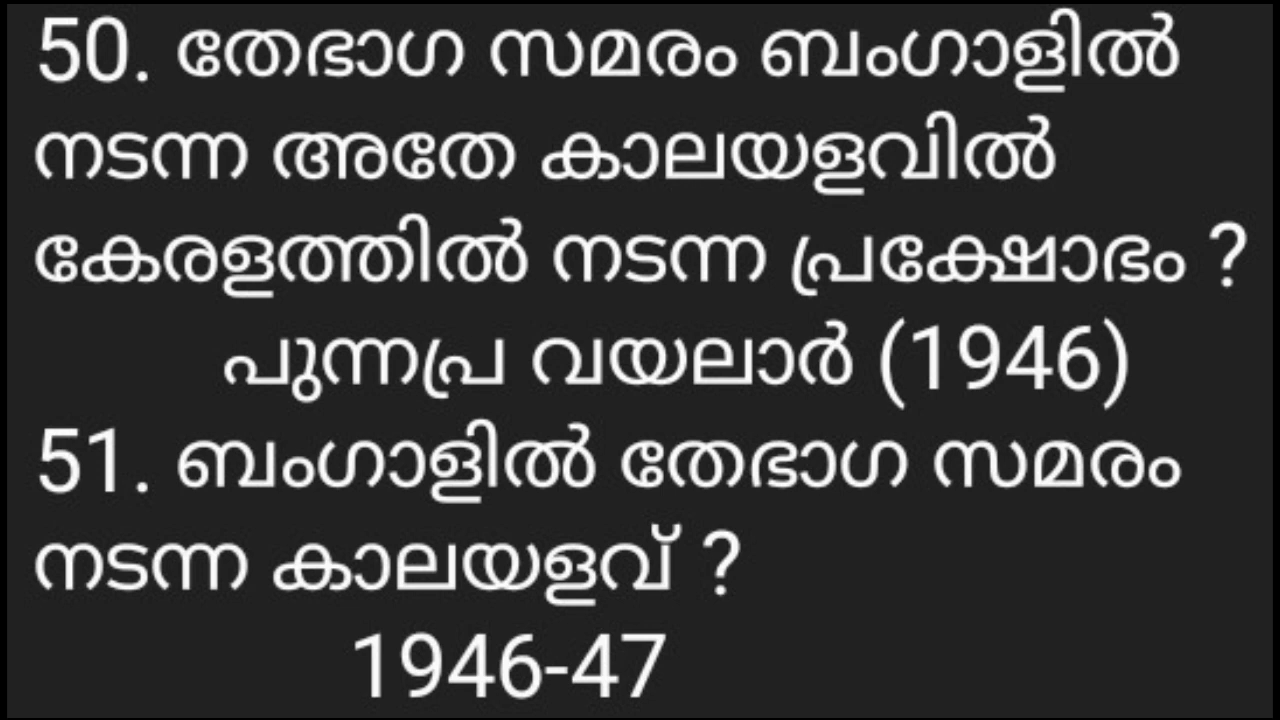 50. തേഭാഗ സമരം ബംഗാളിൽ
നടന്ന അതേ കാലയളവിൽ
കേരളത്തിൽ നടന്ന പ്രക്ഷോഭം ?
പുന്നപ്ര വയലാർ (1946)
51. ബംഗാളിൽ തേഭാഗ സമരം
നടന്ന കാലയളവ് ?
1946-47